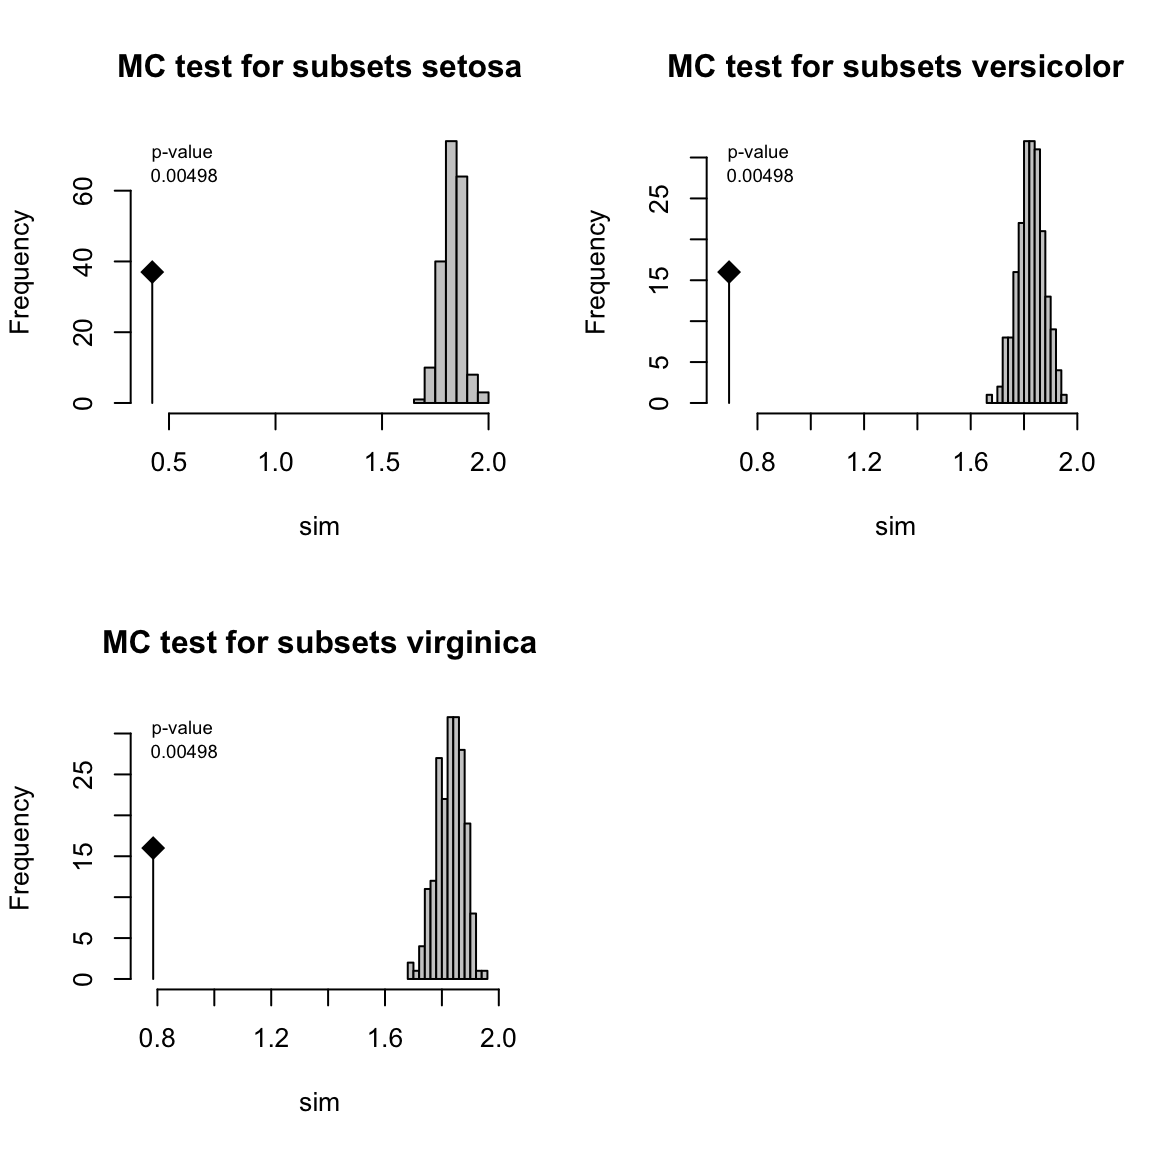 MC test for subsets setosa
p-value
0.00498
Frequency
0 20 40 60
0.5 1.0 1.5 2.0
sim
MC test for subsets versicolor
p-value
0.00498
Frequency
0 5 15 25
0.8 1.2 1.6 2.0
sim
MC test for subsets virginica
p-value
0.00498
Frequency
0 5 15 25
0.8 1.2 1.6 2.0
sim